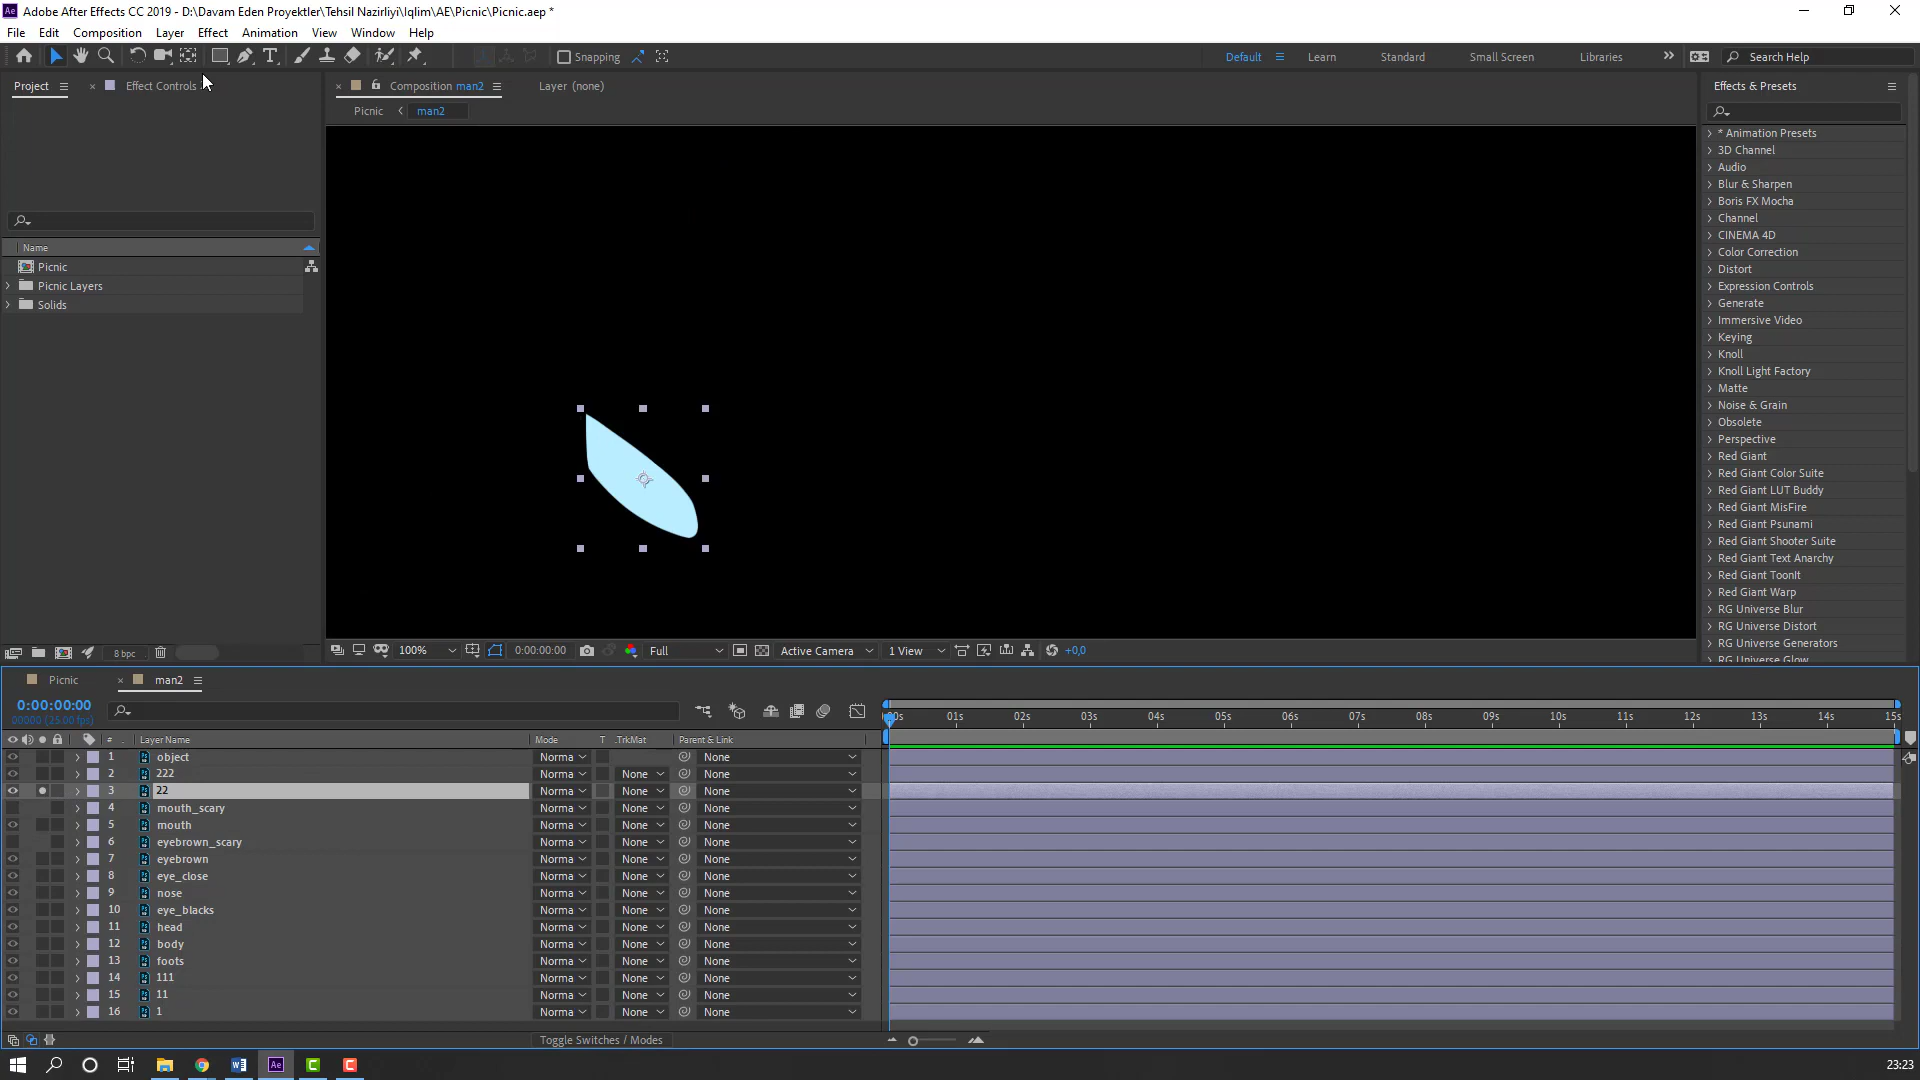 Adobe After Effects CC 2019 - D:\Davam Eden Proyektler\Tehsil Nazirliyi\Iqlim\AE\Picnic\Picnic.aep *
File Edit Composition Layer Effect Animation View Window Help
Snapping
Default Learn Standard Small Screen Libraries Search Help
Project Effect Controls
Composition man2 Layer (none)
Effects & Presets
Picnic man2
* Animation Presets
3D Channel
Audio
Blur & Sharpen
Boris FX Mocha
Channel
CINEMA 4D
Color Correction
Distort
Expression Controls
Generate
Immersive Video
Keying
Knoll
Knoll Light Factory
Matte
Noise & Grain
Obsolete
Perspective
Red Giant
Red Giant Color Suite
Red Giant LUT Buddy
Red Giant MisFire
Red Giant Psunami
Red Giant Shooter Suite
Red Giant Text Anarchy
Red Giant ToonIt
Red Giant Warp
RG Universe Blur
RG Universe Distort
RG Universe Generators
RG Universe Glow
Name
Picnic
Picnic Layers
Solids
8 bpc
100% 0:00:00:00 Full Active Camera 1 View +0,0
Picnic man2
0:00:00:00
00000 (25.00 fps)
# Layer Name Mode T .TrkMat Parent & Link
01s 02s 03s 04s 05s 06s 07s 08s 09s 10s 11s 12s 13s 14s 15s
1 object Norma None
2 222 Norma None None
3 22 Norma None None
4 mouth_scary Norma None None
5 mouth Norma None None
6 eyebrown_scary Norma None None
7 eyebrown Norma None None
8 eye_close Norma None None
9 nose Norma None None
10 eye_blacks Norma None None
11 head Norma None None
12 body Norma None None
13 foots Norma None None
14 111 Norma None None
15 11 Norma None None
16 1 Norma None None
Toggle Switches / Modes
23:23